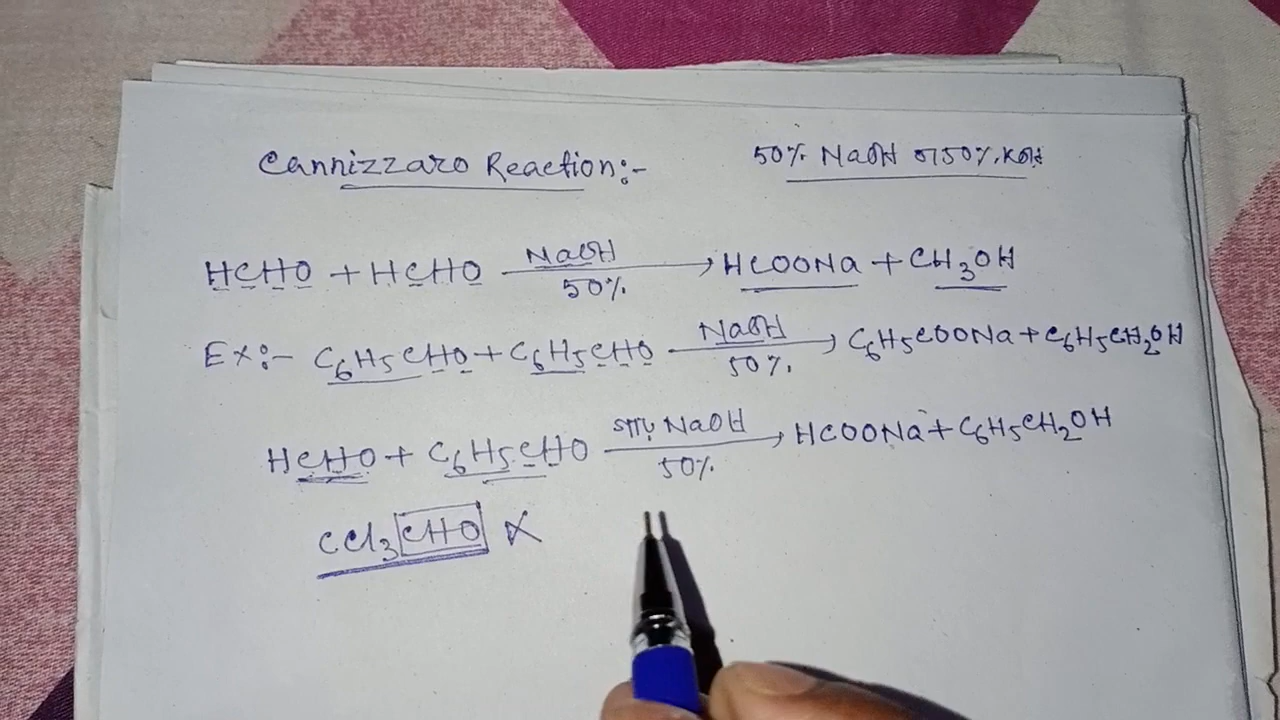 Cannizzaro Reaction:-
50% NaOH or 50% KOH
HCHO + HCHO NaOH 50% → HCOONa + CH3OH
Ex:- C6H5CHO + C6H5CHO NaOH 50% → C6H5COONa + C6H5CH2OH
HCHO + C6H5CHO NaOH 50% → HCOONa + C6H5CH2OH
CCl3CHO ×